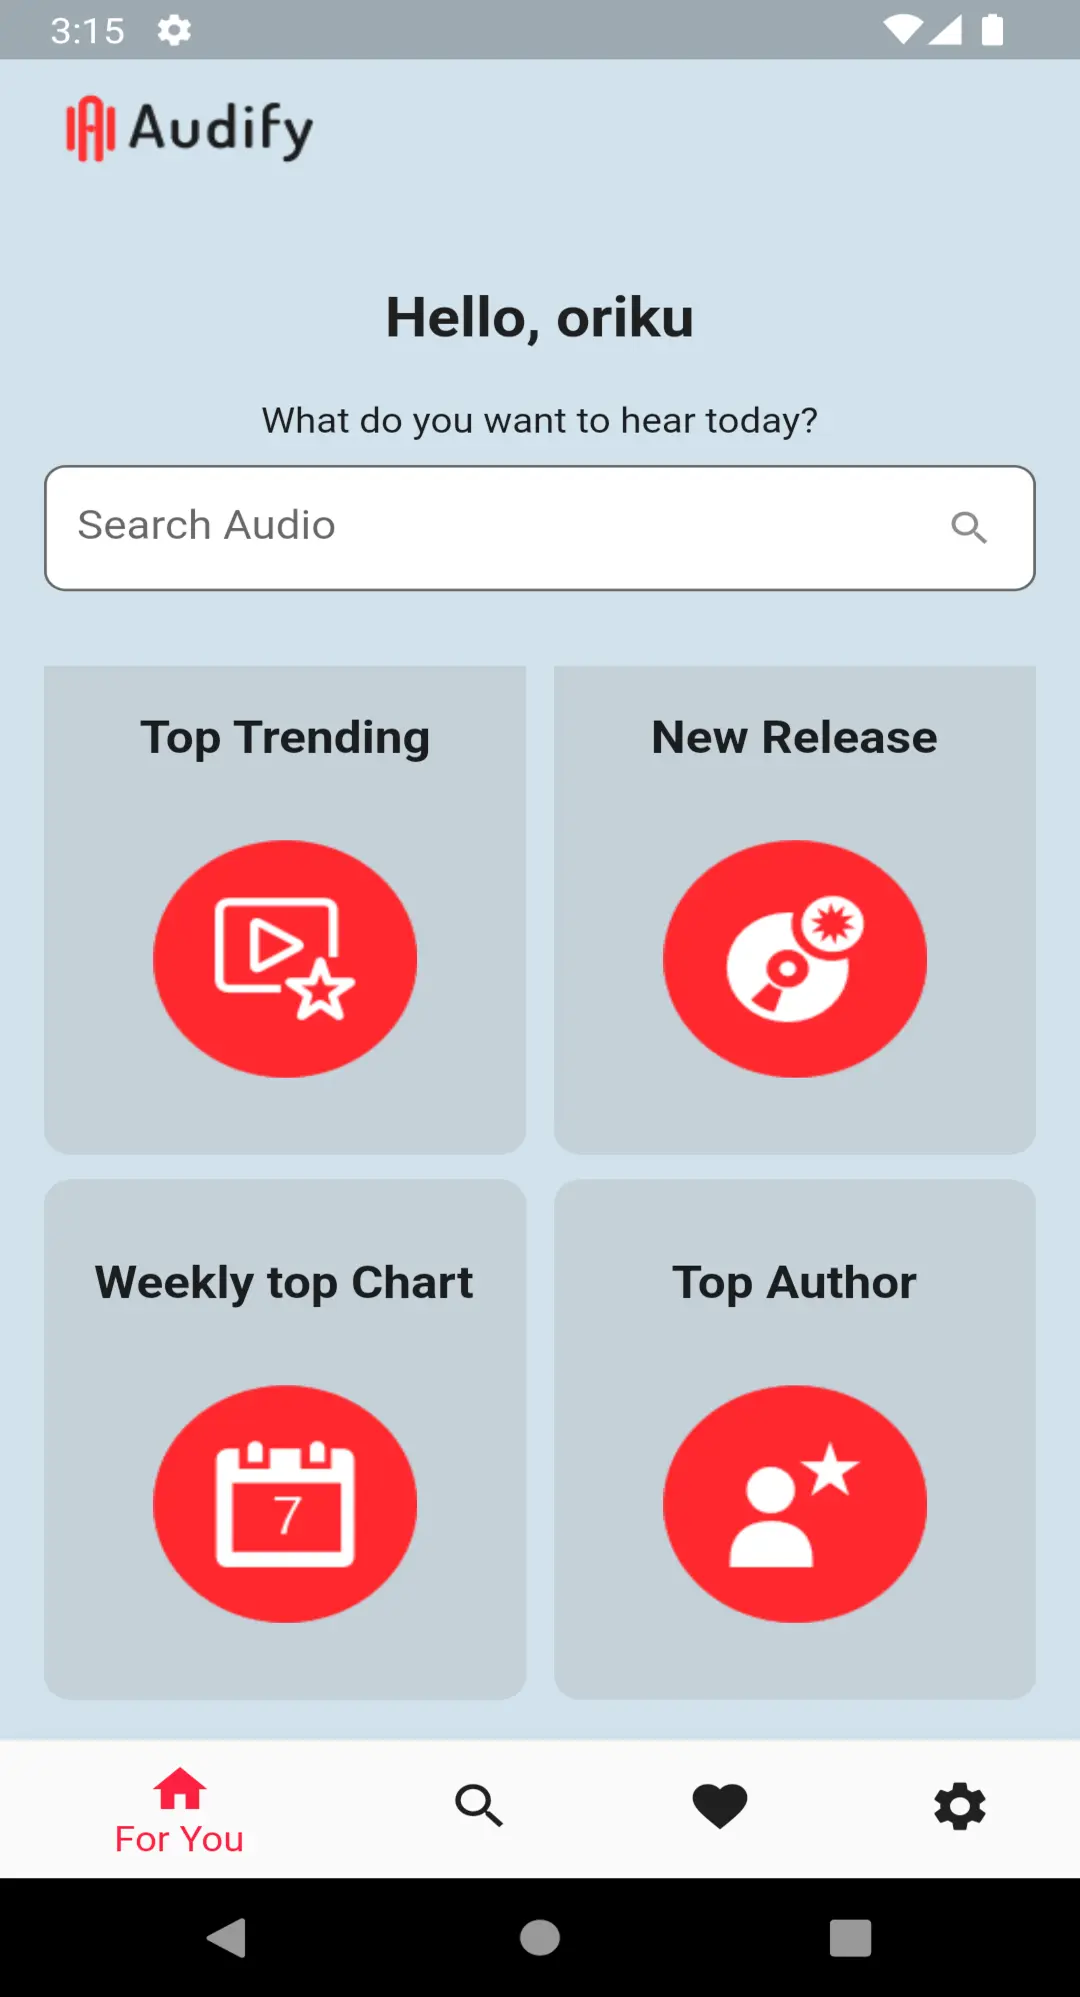 3:15
Audify
Hello, oriku
What do you want to hear today?
Search Audio
Top Trending
New Release
Weekly top Chart
Top Author
7
For You